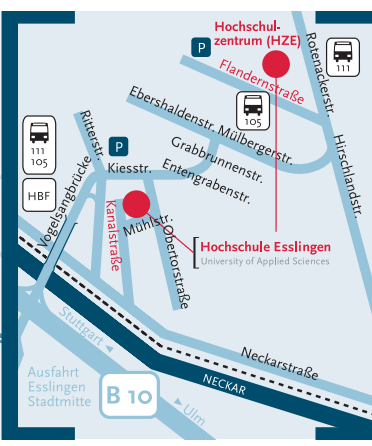 Hochschul-
zentrum (HZE)
P
Flandernstraße
Rotenackerstr.
111
Ebershaldenstr.
Mülbergerstr.
105
Hirschlandstr.
Ritterstr.
P
111
105
HBF
Vogelsangbrücke
Kiesstr.
Grabbrunnenstr.
Entengrabenstr.
Kanalstraße
Mühlstr.
Obertorstraße
Hochschule Esslingen
University of Applied Sciences
Stuttgart
Neckarstraße
NECKAR
Ausfahrt
Esslingen
Stadtmitte
B 10
Ulm